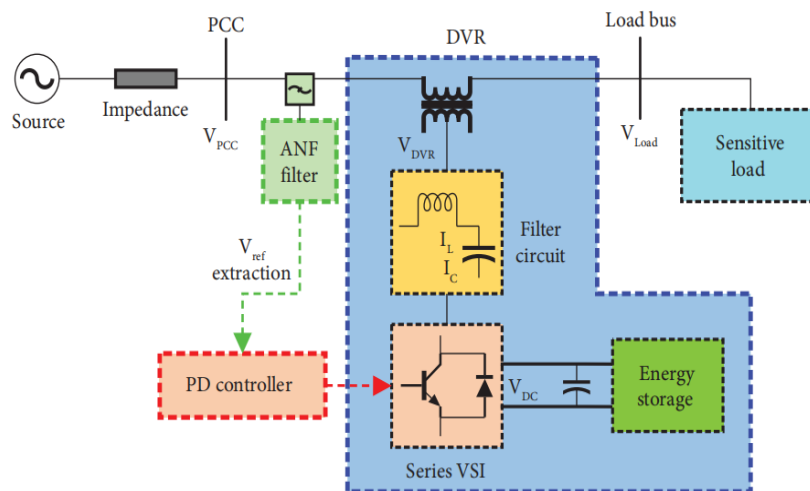 PCC
DVR
Load bus
Source
Impedance
V_PCC
ANF
filter
V_DVR
V_Load
Sensitive
load
I_L
I_C
Filter
circuit
V_ref
extraction
PD controller
V_DC
Energy
storage
Series VSI